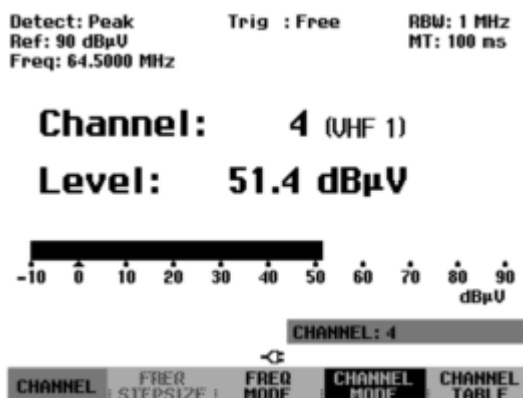 Detect: Peak Trig : Free RBW: 1 MHz
Ref: 90 dBµV MT: 100 ms
Freq: 64.5000 MHz
Channel: 4 (VHF 1)
Level: 51.4 dBµV
-10 0 10 20 30 40 50 60 70 80 90
dBµV
CHANNEL: 4
CHANNEL FREQ STEPSIZE FREQ MODE CHANNEL MODE CHANNEL TABLE